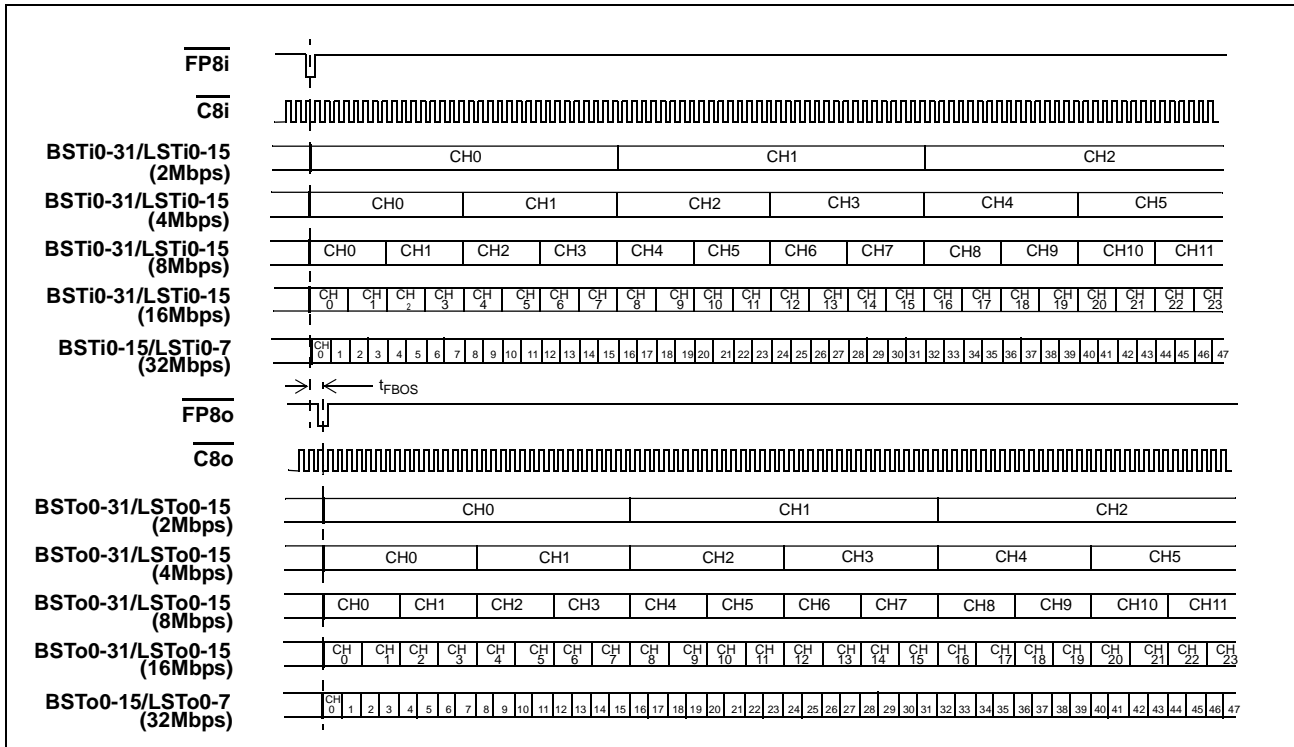 FP8i
C8i
BSTi0-31/LSTi0-15
(2Mbps)
CH0 CH1 CH2
BSTi0-31/LSTi0-15
(4Mbps)
CH0 CH1 CH2 CH3 CH4 CH5
BSTi0-31/LSTi0-15
(8Mbps)
CH0 CH1 CH2 CH3 CH4 CH5 CH6 CH7 CH8 CH9 CH10 CH11
BSTi0-31/LSTi0-15
(16Mbps)
CH CH CH CH CH CH CH CH CH CH CH CH CH CH CH CH CH CH CH CH CH CH CH CH
0 1 2 3 4 5 6 7 8 9 10 11 12 13 14 15 16 17 18 19 20 21 22 23
BSTi0-15/LSTi0-7
(32Mbps)
CH
0 1 2 3 4 5 6 7 8 9 10 11 12 13 14 15 16 17 18 19 20 21 22 23 24 25 26 27 28 29 30 31 32 33 34 35 36 37 38 39 40 41 42 43 44 45 46 47
tFBOS
FP8o
C8o
BSTo0-31/LSTo0-15
(2Mbps)
CH0 CH1 CH2
BSTo0-31/LSTo0-15
(4Mbps)
CH0 CH1 CH2 CH3 CH4 CH5
BSTo0-31/LSTo0-15
(8Mbps)
CH0 CH1 CH2 CH3 CH4 CH5 CH6 CH7 CH8 CH9 CH10 CH11
BSTo0-31/LSTo0-15
(16Mbps)
CH CH CH CH CH CH CH CH CH CH CH CH CH CH CH CH CH CH CH CH CH CH CH CH
0 1 2 3 4 5 6 7 8 9 10 11 12 13 14 15 16 17 18 19 20 21 22 23
BSTo0-15/LSTo0-7
(32Mbps)
CH
0 1 2 3 4 5 6 7 8 9 10 11 12 13 14 15 16 17 18 19 20 21 22 23 24 25 26 27 28 29 30 31 32 33 34 35 36 37 38 39 40 41 42 43 44 45 46 47